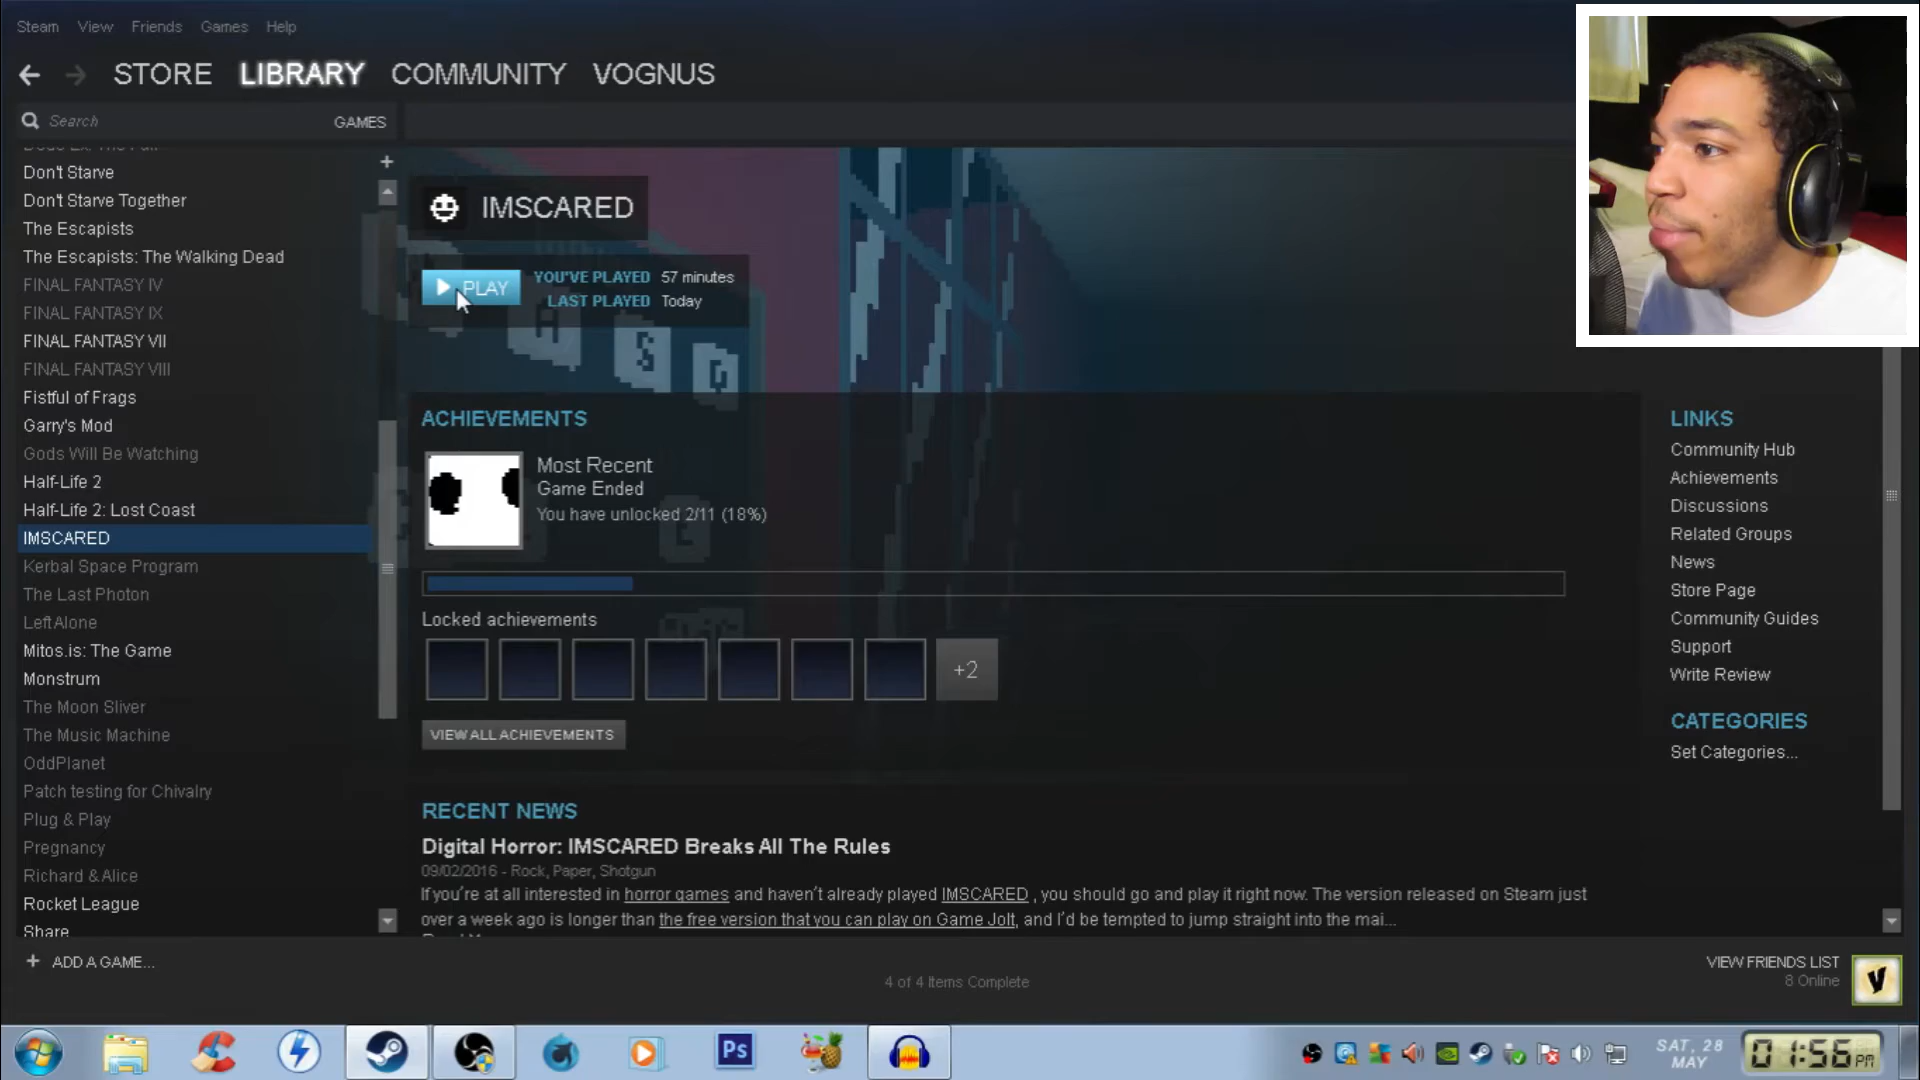 Steam View Friends Games Help
STORE LIBRARY COMMUNITY VOGNUS
Search GAMES
Don't Starve
Don't Starve Together
The Escapists
The Escapists: The Walking Dead
FINAL FANTASY IV
FINAL FANTASY IX
FINAL FANTASY VII
FINAL FANTASY VIII
Fistful of Frags
Garry's Mod
Gods Will Be Watching
Half-Life 2
Half-Life 2: Lost Coast
IMSCARED
Kerbal Space Program
The Last Photon
Left Alone
Mitos.is: The Game
Monstrum
The Moon Sliver
The Music Machine
OddPlanet
Patch testing for Chivalry
Plug & Play
Pregnancy
Richard & Alice
Rocket League
Share
+ ADD A GAME...
IMSCARED
PLAY
YOU'VE PLAYED 57 minutes
LAST PLAYED Today
ACHIEVEMENTS
Most Recent
Game Ended
You have unlocked 2/11 (18%)
Locked achievements
+2
VIEW ALL ACHIEVEMENTS
RECENT NEWS
Digital Horror: IMSCARED Breaks All The Rules
09/02/2016 - Rock, Paper, Shotgun
If you're at all interested in horror games and haven't already played IMSCARED , you should go and play it right now. The version released on Steam just
over a week ago is longer than the free version that you can play on Game Jolt, and I'd be tempted to jump straight into the mai...
LINKS
Community Hub
Achievements
Discussions
Related Groups
News
Store Page
Community Guides
Support
Write Review
CATEGORIES
Set Categories...
4 of 4 Items Complete
VIEW FRIENDS LIST
8 Online
V
Ps
SAT, 28
MAY
01:56 PM